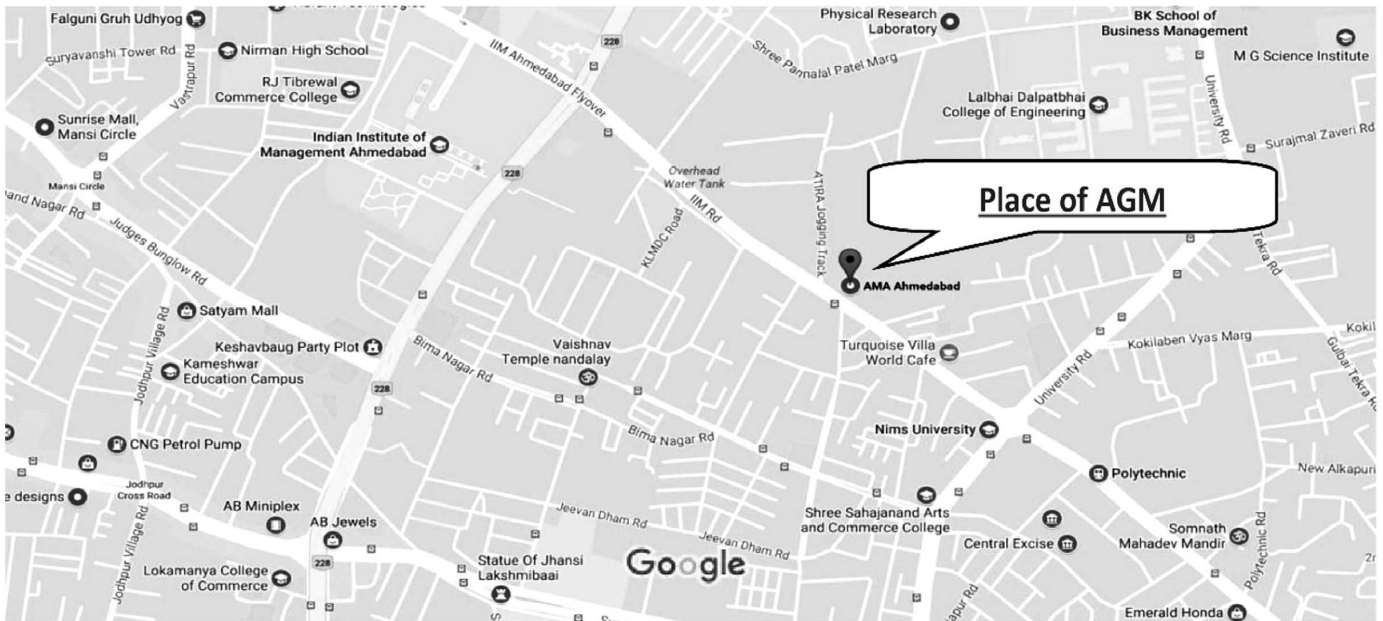 Falguni Gruh Udhyog
Suryavanshi Tower Rd
Nirman High School
Vastrapur Rd
RJ Tibrewal
Commerce College
Sunrise Mall,
Mansi Circle
Indian Institute of
Management Ahmedabad
IIM Ahmedabad Flyover
228
Physical Research
Laboratory
Shree Pannalal Patel Marg
BK School of
Business Management
M G Science Institute
Lalbhai Dalpatbhai
College of Engineering
University Rd
Surajmal Zaveri Rd
Mansi Circle
and Nagar Rd
Judges Bunglow Rd
228
Overhead
Water Tank
IIM Rd
KLMDC Road
ATIRA Jogging Track
Place of AGM
Tekra Rd
AMA Ahmedabad
Satyam Mall
Jodhpur Village Rd
Keshavbaug Party Plot
Kameshwar
Education Campus
228
Bima Nagar Rd
Vaishnav
Temple nandalay
Turquoise Villa
World Cafe
University Rd
Kokilaben Vyas Marg
Kokil
Gulbai Tekra R
Bima Nagar Rd
Nims University
CNG Petrol Pump
Polytechnic
New Alkapuri
e designs
Jodhpur
Cross Road
AB Miniplex
AB Jewels
Jeevan Dham Rd
Jeevan Dham Rd
Shree Sahajanand Arts
and Commerce College
Central Excise
Somnath
Mahadev Mandir
Polytechnic Rd
Jodhpur Village Rd
Lokamanya College
of Commerce
228
Statue Of Jhansi
Lakshmibaai
Google
apur Rd
Emerald Honda